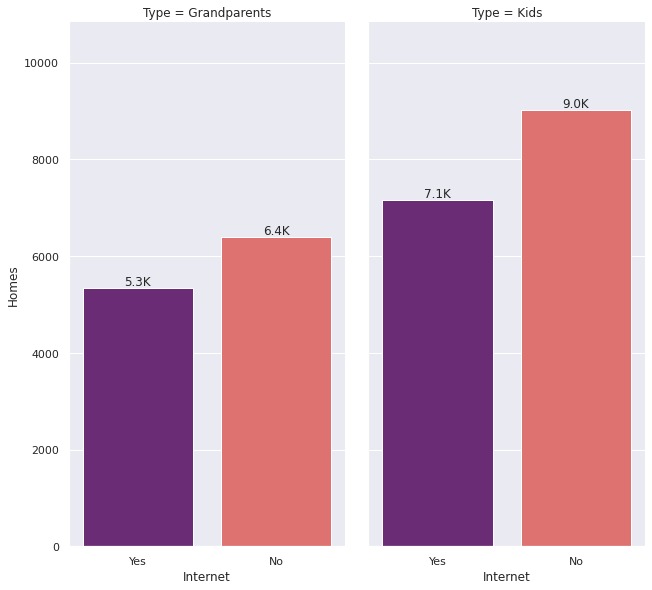 Type = Grandparents
Type = Kids
10000
8000
6000
4000
2000
0
Homes
5.3K
6.4K
7.1K
9.0K
Yes
No
Yes
No
Internet
Internet